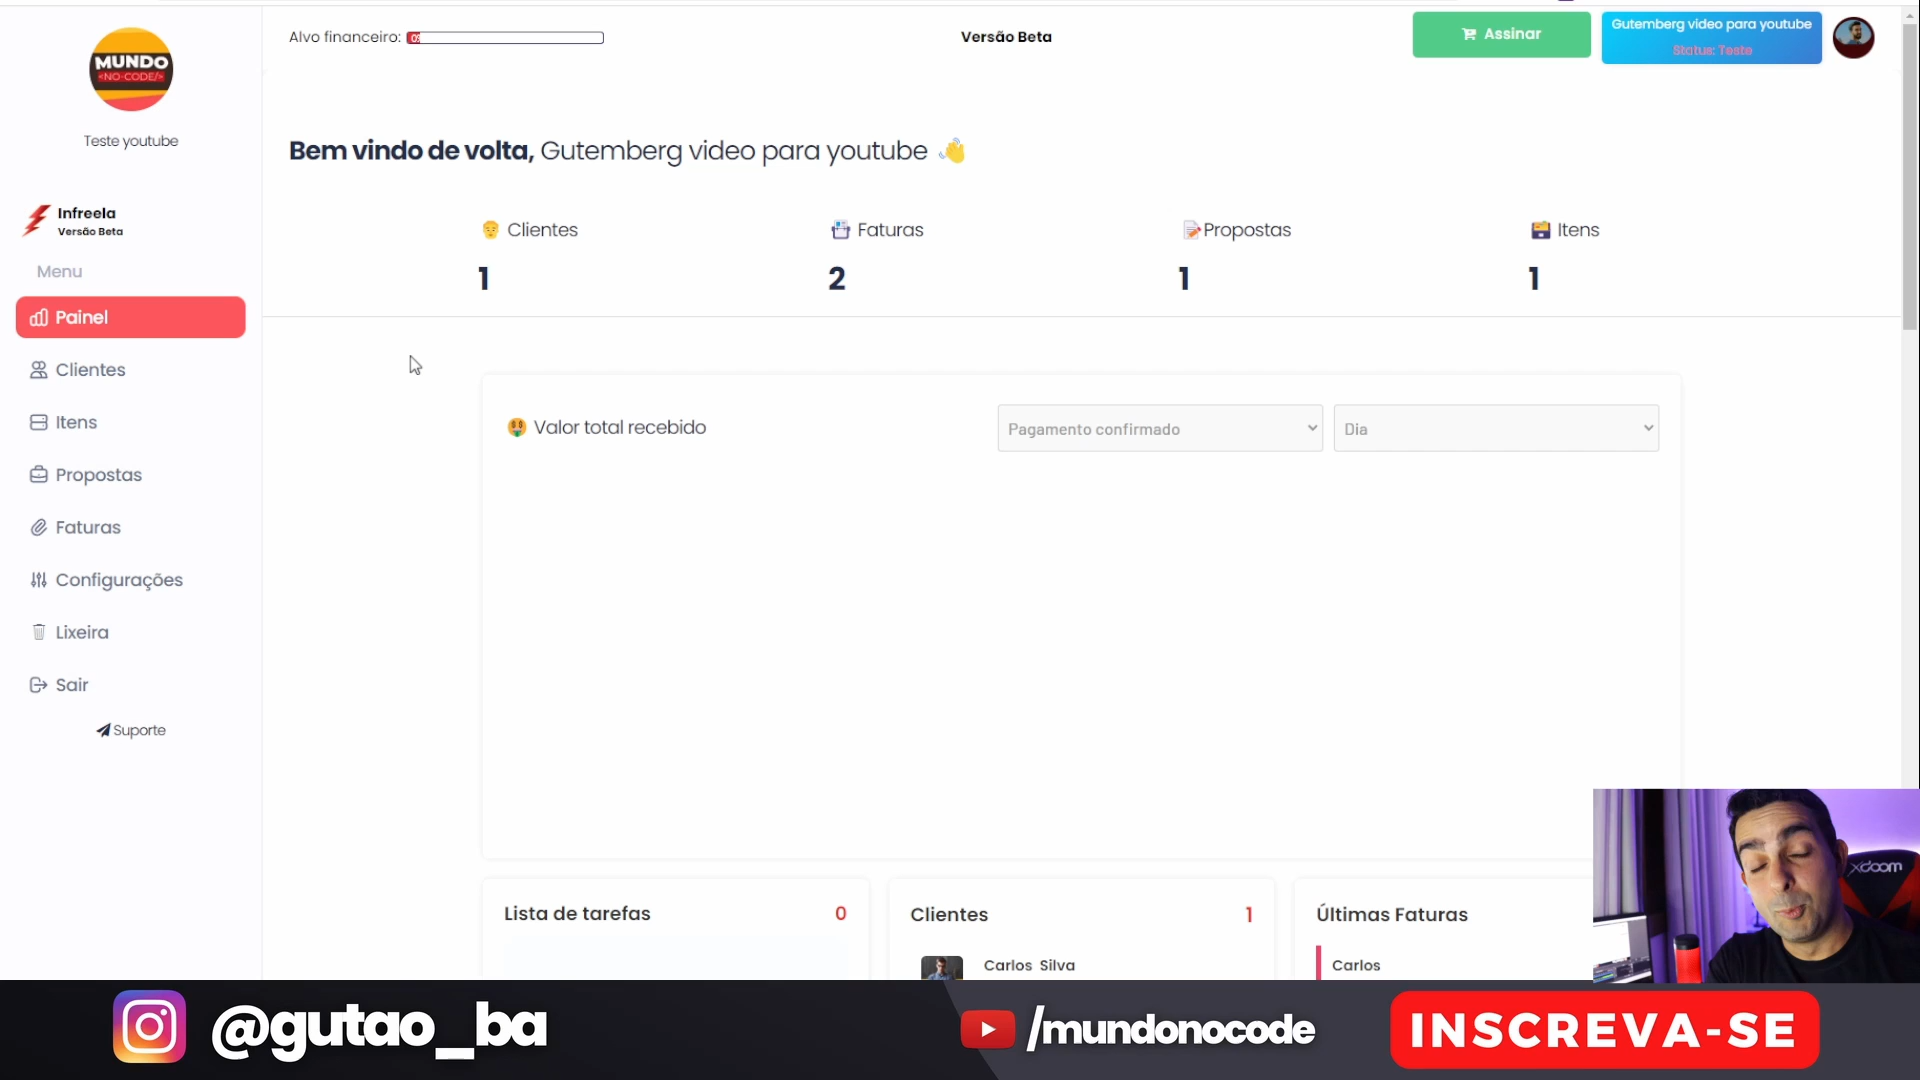 MUNDO
<NO-CODE/>
Teste youtube
Infreela
Versão Beta
Menu
Painel
Clientes
Itens
Propostas
Faturas
Configurações
Lixeira
Sair
Suporte
Alvo financeiro:
Versão Beta
Assinar
Gutemberg video para youtube
Status: Teste
Bem vindo de volta, Gutemberg video para youtube 👋
Clientes
1
Faturas
2
Propostas
1
Itens
1
Valor total recebido
Pagamento confirmado
Dia
Lista de tarefas 0
Clientes 1
Carlos Silva
Últimas Faturas
Carlos
xdoom
@gutao_ba
/mundonocode
INSCREVA-SE